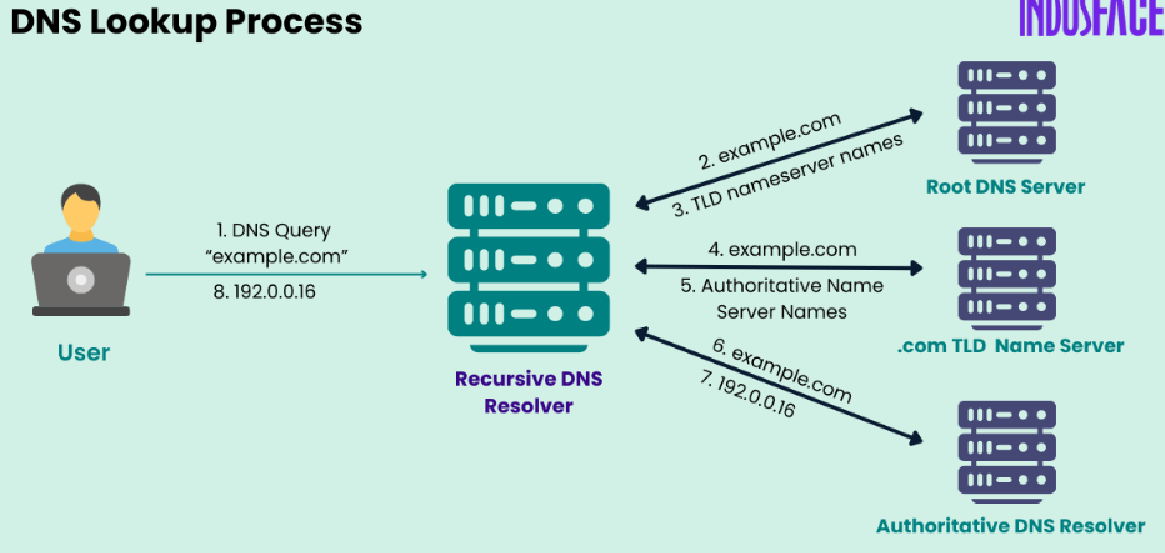 DNS Lookup Process
INDUSFACE
1. DNS Query
“example.com”
8. 192.0.0.16
User
Recursive DNS
Resolver
2. example.com
3. TLD nameserver names
Root DNS Server
4. example.com
5. Authoritative Name
Server Names
.com TLD Name Server
6. example.com
7. 192.0.0.16
Authoritative DNS Resolver